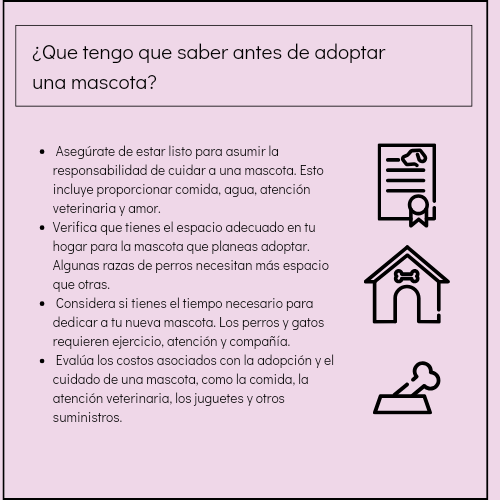 ¿Que tengo que saber antes de adoptar
una mascota?
• Asegúrate de estar listo para asumir la
responsabilidad de cuidar a una mascota. Esto
incluye proporcionar comida, agua, atención
veterinaria y amor.
• Verifica que tienes el espacio adecuado en tu
hogar para la mascota que planeas adoptar.
Algunas razas de perros necesitan más espacio
que otras.
• Considera si tienes el tiempo necesario para
dedicar a tu nueva mascota. Los perros y gatos
requieren ejercicio, atención y compañía.
• Evalúa los costos asociados con la adopción y el
cuidado de una mascota, como la comida, la
atención veterinaria, los juguetes y otros
suministros.